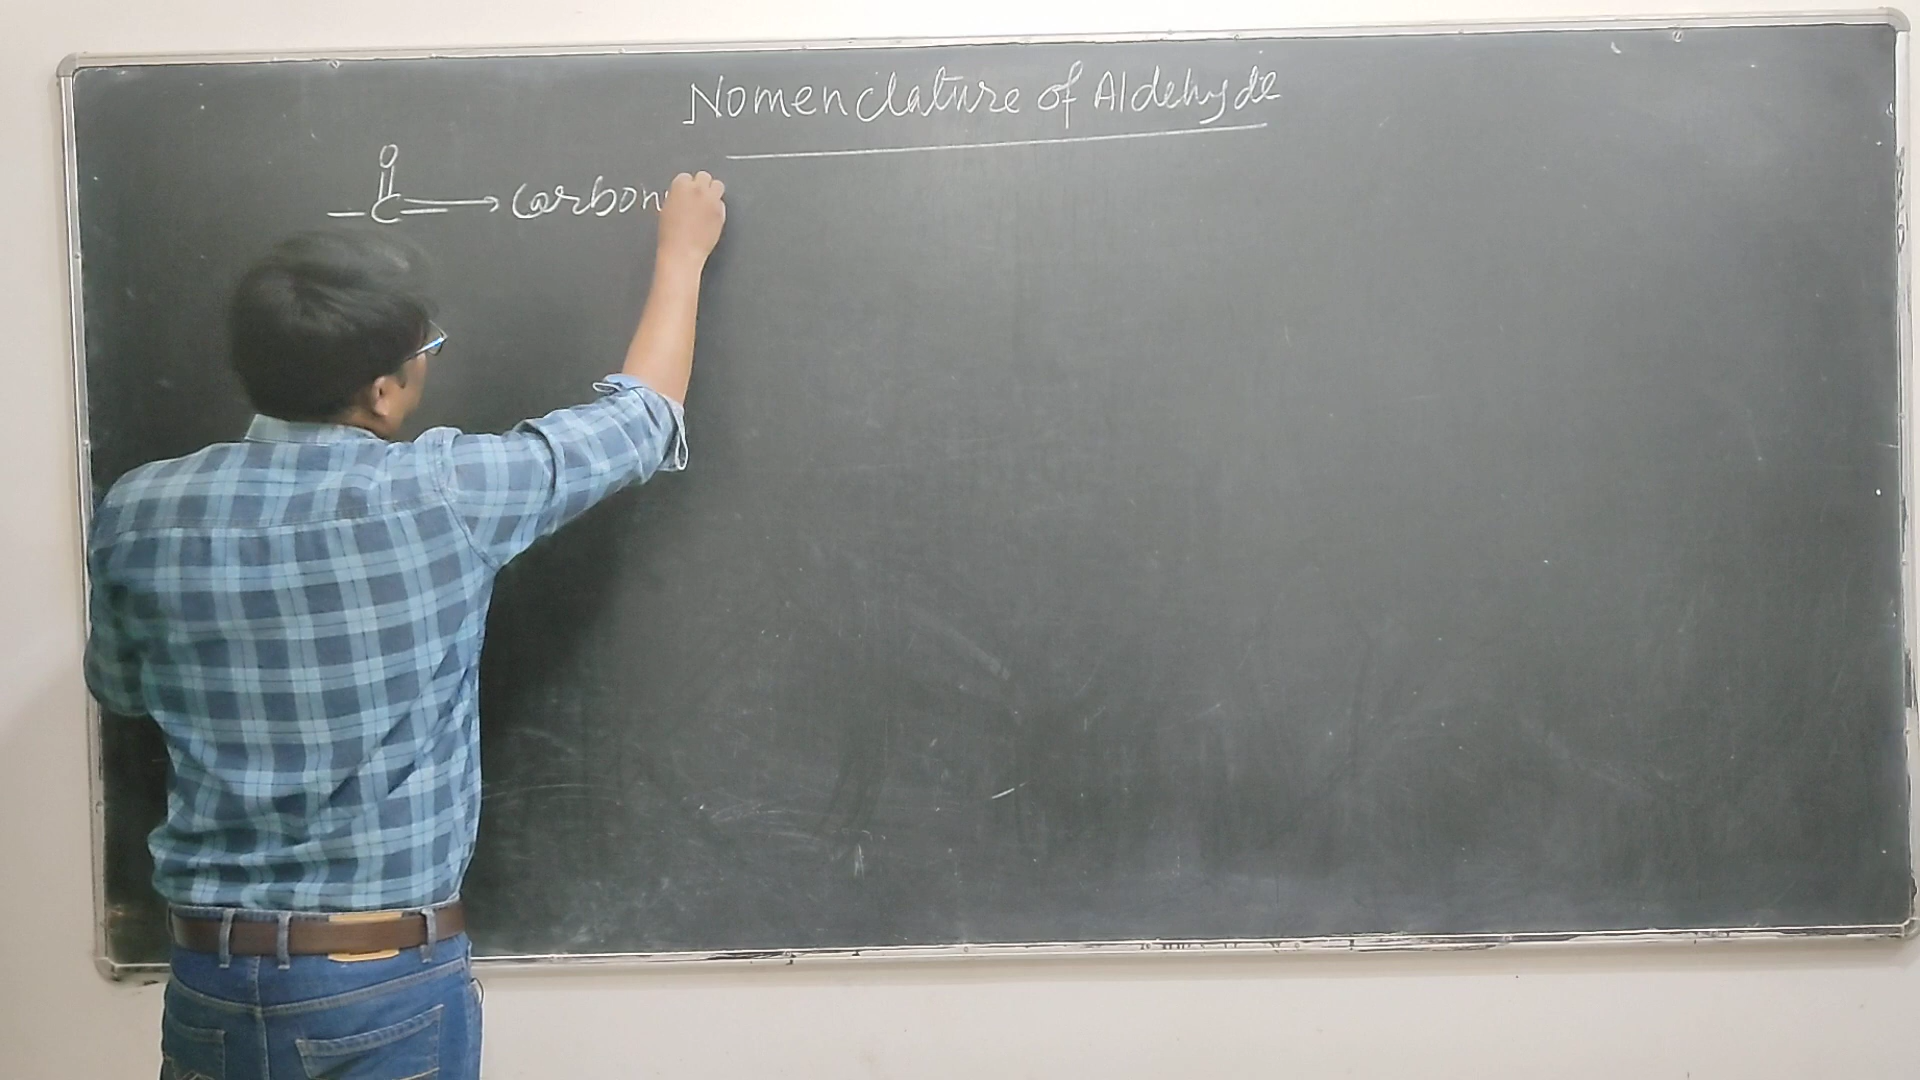 Nomenclature of Aldehyde
O
||
– C – → Carbon